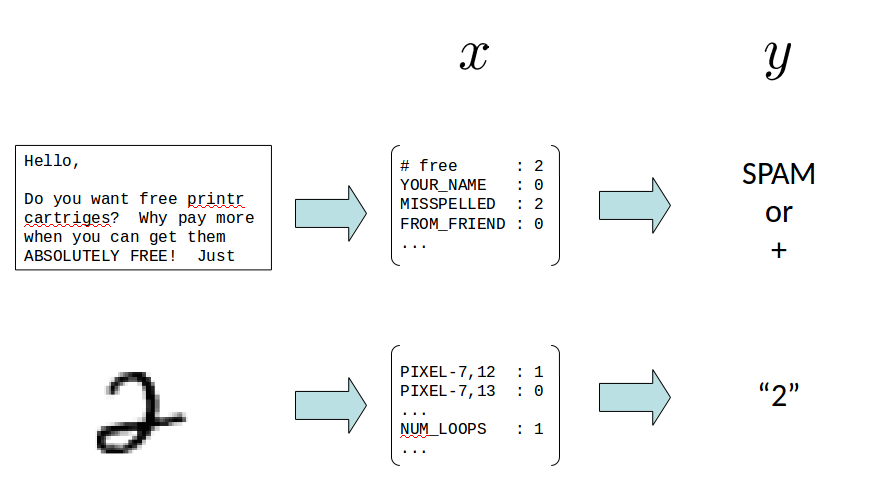 x
y
Hello,
Do you want free printr
cartriges? Why pay more
when you can get them
ABSOLUTELY FREE! Just
# free : 2
YOUR_NAME : 0
MISSPELLED : 2
FROM_FRIEND : 0
...
SPAM
or
+
2
PIXEL-7,12 : 1
PIXEL-7,13 : 0
...
NUM_LOOPS : 1
...
“2”